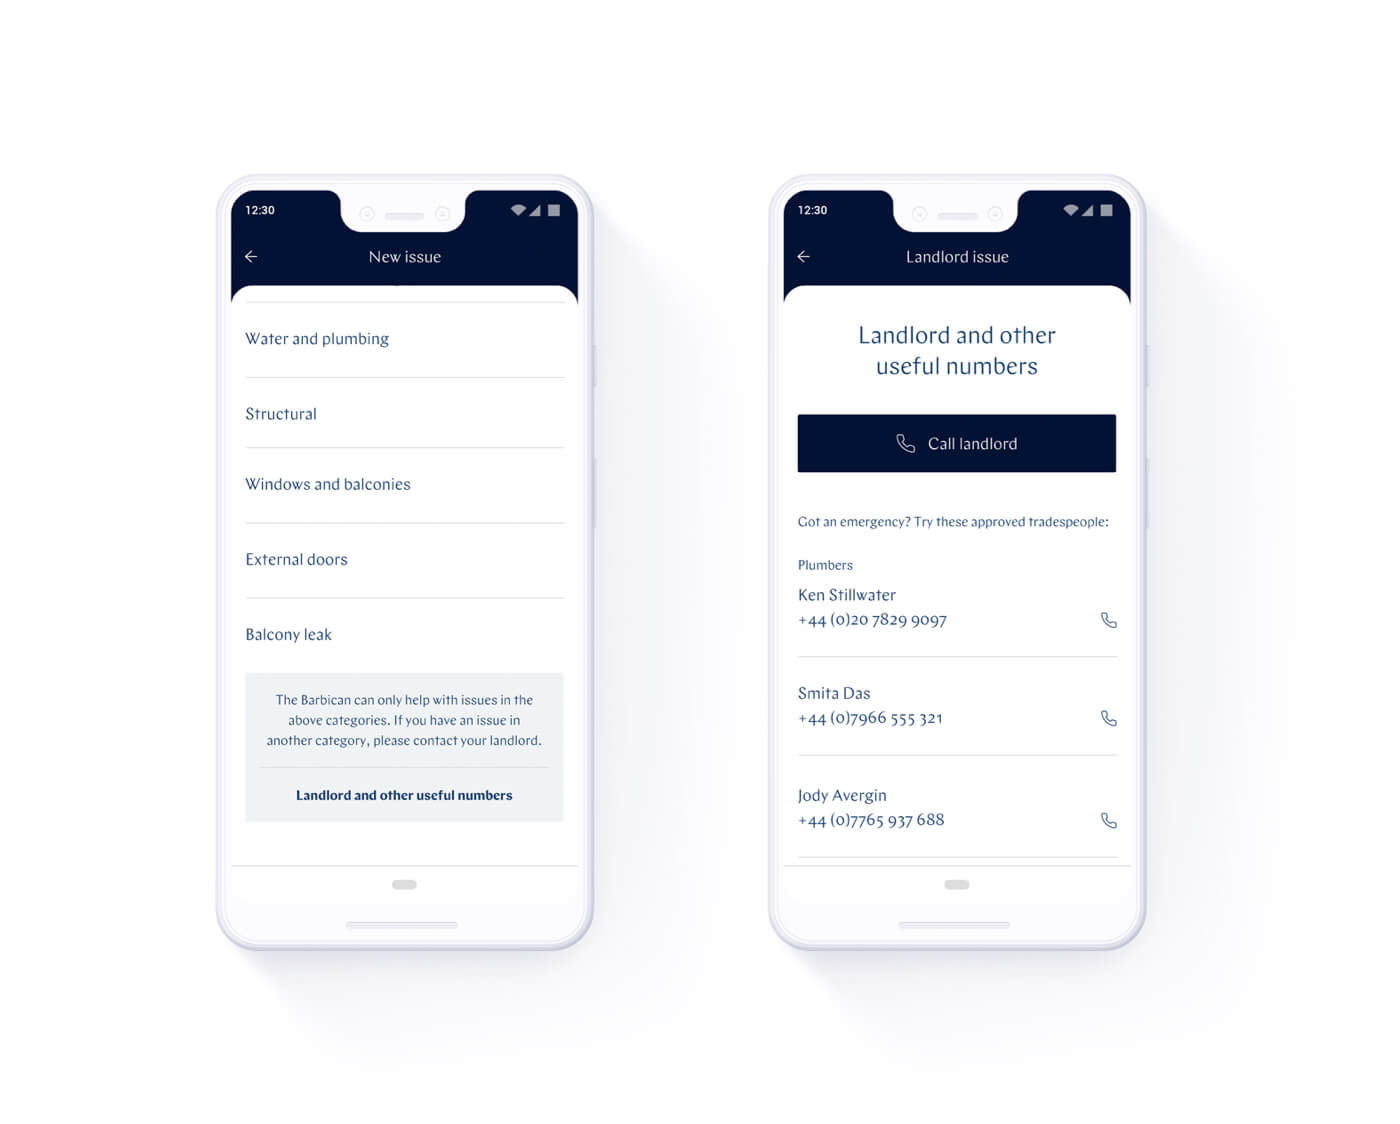 12:30
New issue
Water and plumbing
Structural
Windows and balconies
External doors
Balcony leak
The Barbican can only help with issues in the
above categories. If you have an issue in
another category, please contact your landlord.
Landlord and other useful numbers
12:30
Landlord issue
Landlord and other
useful numbers
Call landlord
Got an emergency? Try these approved tradespeople:
Plumbers
Ken Stillwater
+44 (0)20 7829 9097
Smita Das
+44 (0)7966 555 321
Jody Avergin
+44 (0)7765 937 688